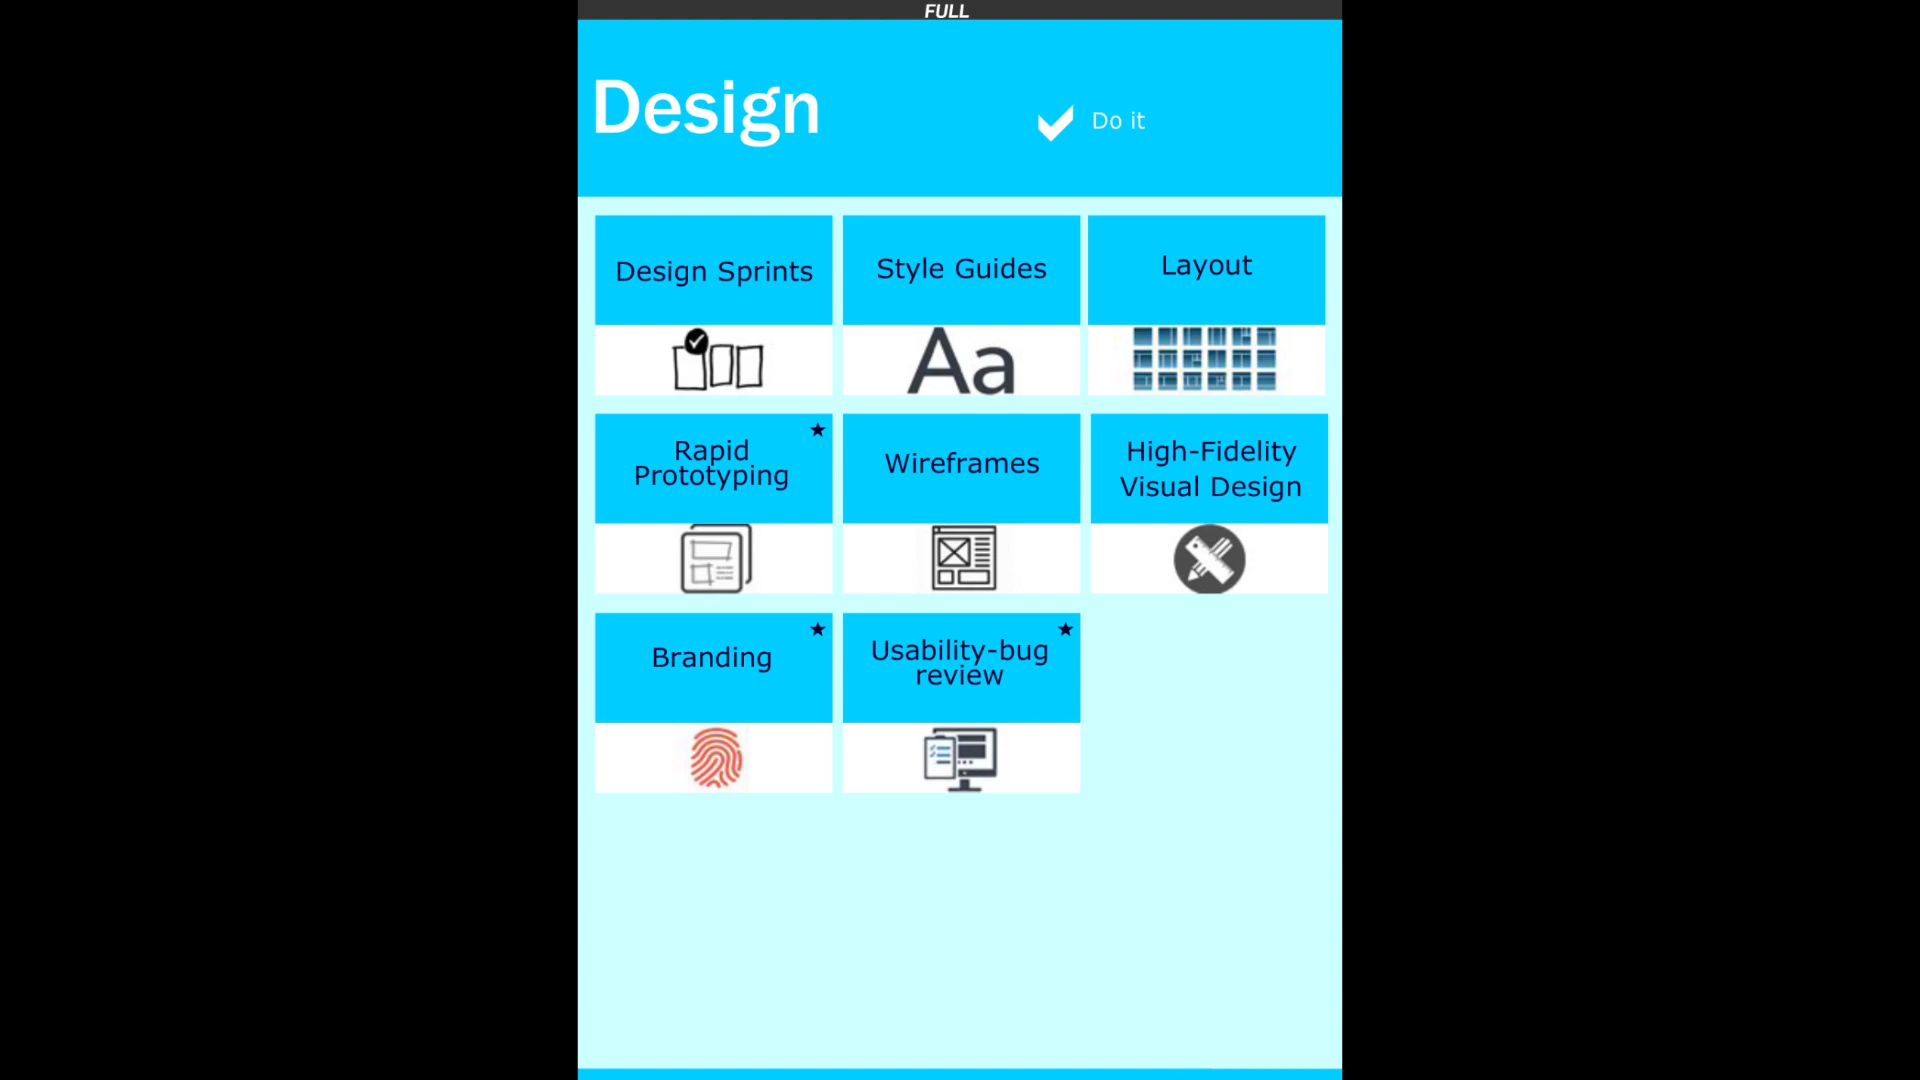 FULL
Design
Do it
Design Sprints
Style Guides
Layout
Aa
Rapid
Prototyping
Wireframes
High-Fidelity
Visual Design
Branding
Usability-bug
review